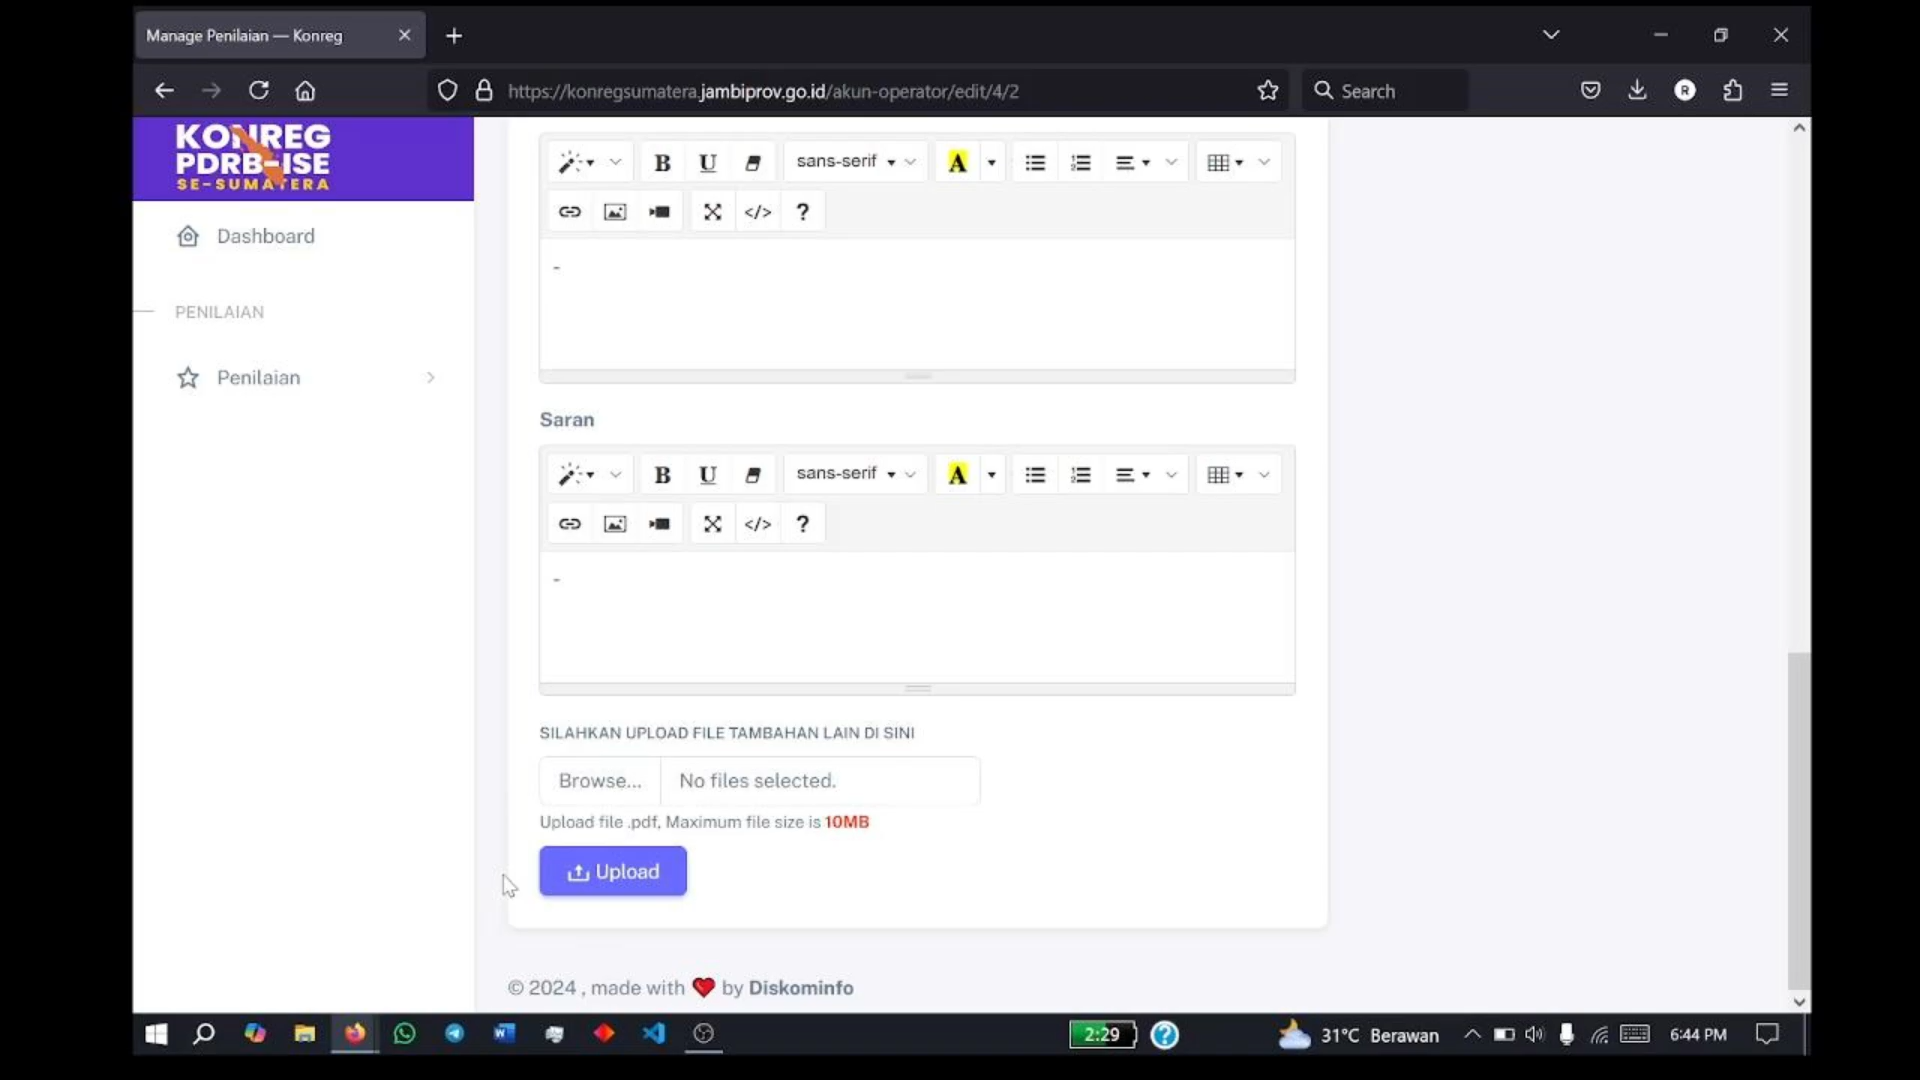 Manage Penilaian — Konreg
https://konregsumatera.jambiprov.go.id/akun-operator/edit/4/2
Search
R
KONREG
PDRB-ISE
SE-SUMATERA
Dashboard
PENILAIAN
Penilaian
B U sans-serif A
</> ?
-
Saran
B U sans-serif A
</> ?
-
SILAHKAN UPLOAD FILE TAMBAHAN LAIN DI SINI
Browse... No files selected.
Upload file .pdf, Maximum file size is 10MB
Upload
© 2024 , made with ❤ by Diskominfo
2:29 ? 31°C Berawan 6:44 PM